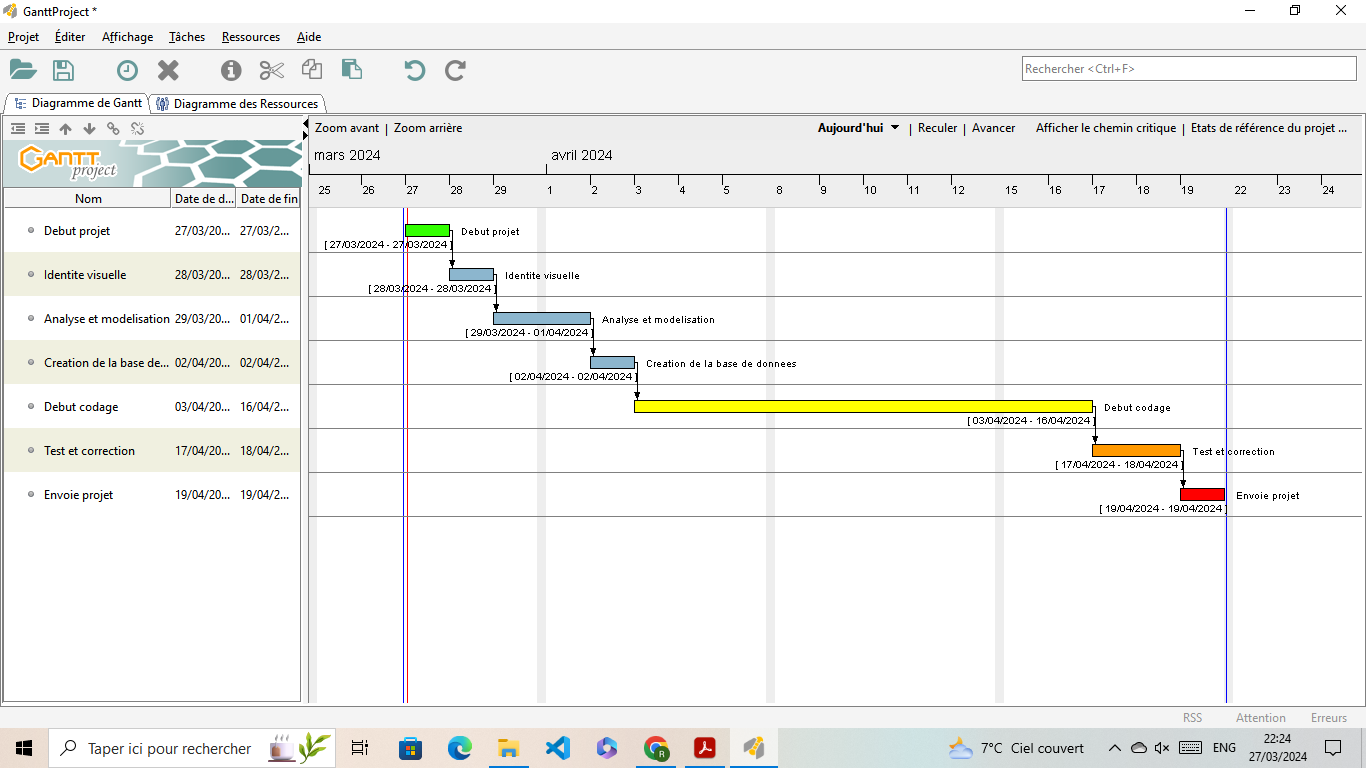 GanttProject *
Projet Éditer Affichage Tâches Ressources Aide
Rechercher <Ctrl+F>
Diagramme de Gantt Diagramme des Ressources
Zoom avant | Zoom arrière Aujourd'hui | Reculer | Avancer Afficher le chemin critique | Etats de référence du projet ...
GANTT project
mars 2024 avril 2024
25 26 27 28 29 1 2 3 4 5 8 9 10 11 12 15 16 17 18 19 22 23 24
Nom Date de d... Date de fin
Debut projet 27/03/20... 27/03/2... Debut projet
[ 27/03/2024 - 27/03/2024 ]
Identite visuelle 28/03/20... 28/03/2... Identite visuelle
[ 28/03/2024 - 28/03/2024 ]
Analyse et modelisation 29/03/20... 01/04/2... Analyse et modelisation
[ 29/03/2024 - 01/04/2024 ]
Creation de la base de... 02/04/20... 02/04/2... Creation de la base de donnees
[ 02/04/2024 - 02/04/2024 ]
Debut codage 03/04/20... 16/04/2... Debut codage
[ 03/04/2024 - 16/04/2024 ]
Test et correction 17/04/20... 18/04/2... Test et correction
[ 17/04/2024 - 18/04/2024 ]
Envoie projet 19/04/20... 19/04/2... Envoie projet
[ 19/04/2024 - 19/04/2024 ]
RSS Attention Erreurs
Taper ici pour rechercher 7°C Ciel couvert ENG 22:24
27/03/2024